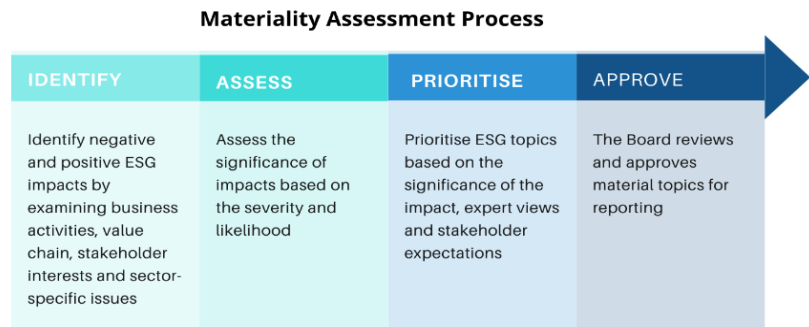 Materiality Assessment Process
IDENTIFY
Identify negative
and positive ESG
impacts by
examining business
activities, value
chain, stakeholder
interests and sector-
specific issues
ASSESS
Assess the
significance of
impacts based on
the severity and
likelihood
PRIORITISE
Prioritise ESG topics
based on the
significance of the
impact, expert views
and stakeholder
expectations
APPROVE
The Board reviews
and approves
material topics for
reporting